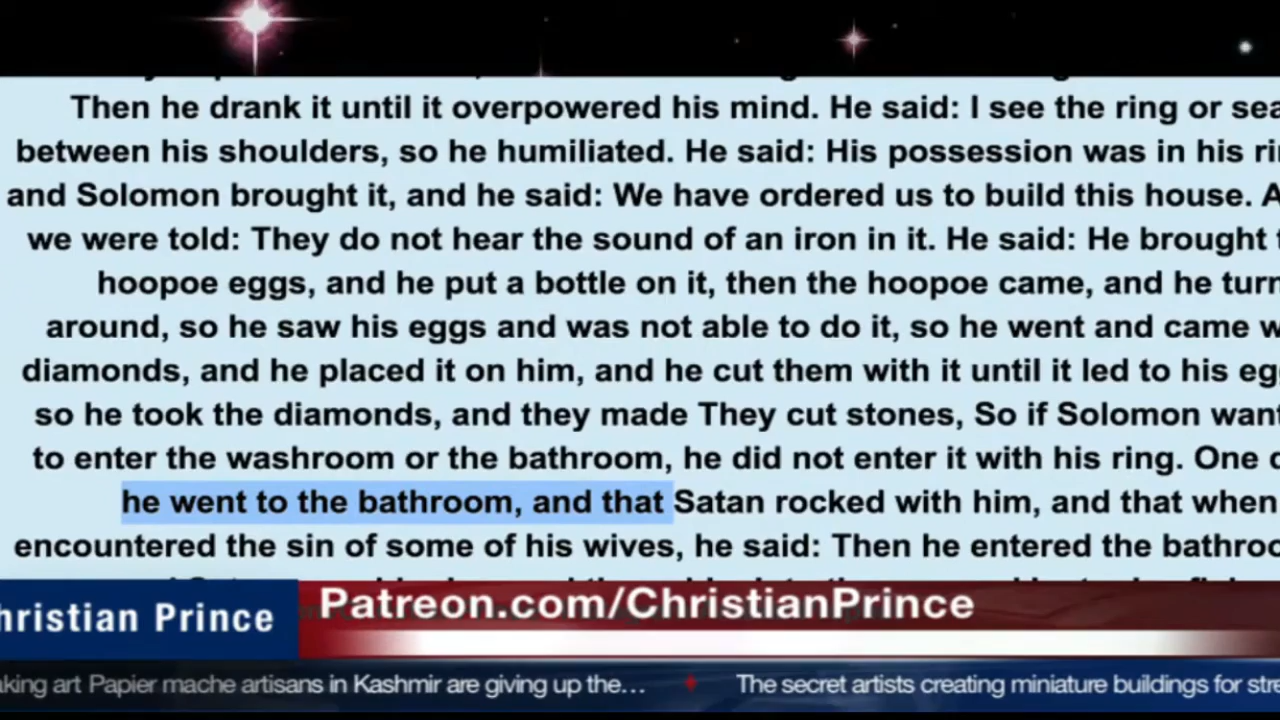 Then he drank it until it overpowered his mind. He said: I see the ring or sea
between his shoulders, so he humiliated. He said: His possession was in his ri
and Solomon brought it, and he said: We have ordered us to build this house. A
we were told: They do not hear the sound of an iron in it. He said: He brought t
hoopoe eggs, and he put a bottle on it, then the hoopoe came, and he turn
around, so he saw his eggs and was not able to do it, so he went and came w
diamonds, and he placed it on him, and he cut them with it until it led to his eg
so he took the diamonds, and they made They cut stones, So if Solomon want
to enter the washroom or the bathroom, he did not enter it with his ring. One
he went to the bathroom, and that Satan rocked with him, and that when
encountered the sin of some of his wives, he said: Then he entered the bathroo
hristian Prince
Patreon.com/ChristianPrince
aking art Papier mache artisans in Kashmir are giving up the… The secret artists creating miniature buildings for stre